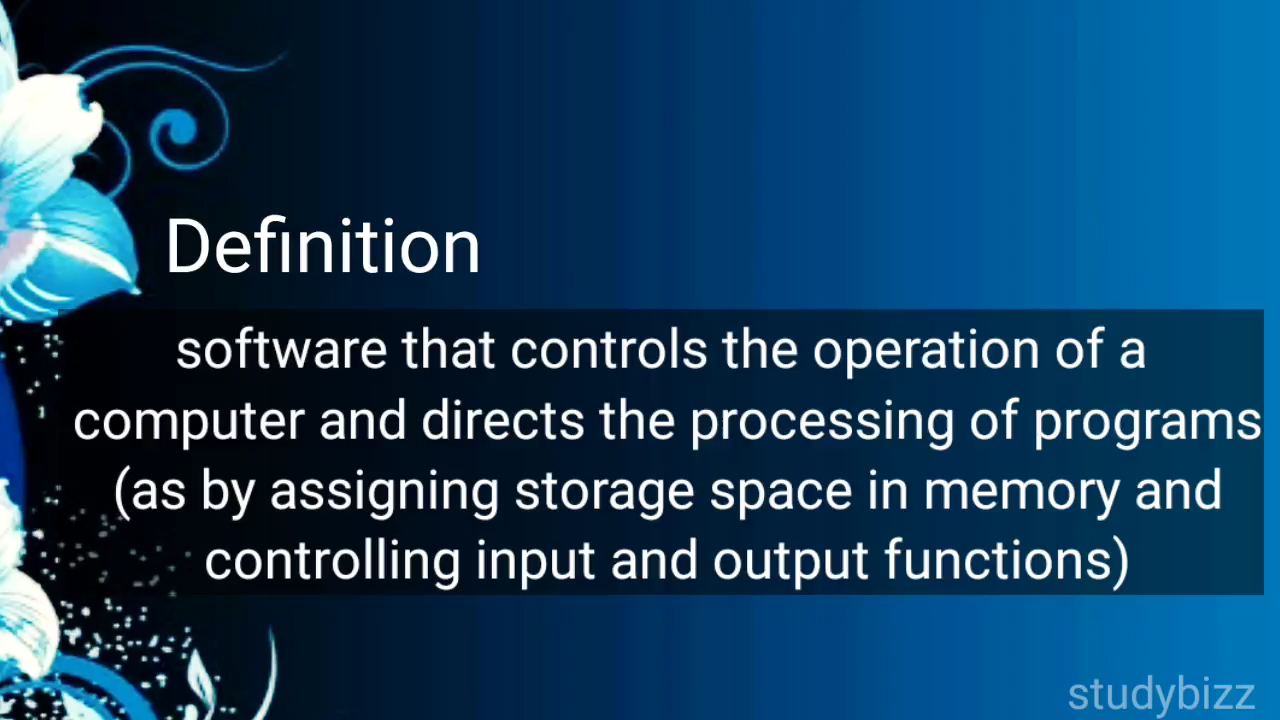 Definition
software that controls the operation of a
computer and directs the processing of programs
(as by assigning storage space in memory and
controlling input and output functions)
studybizz